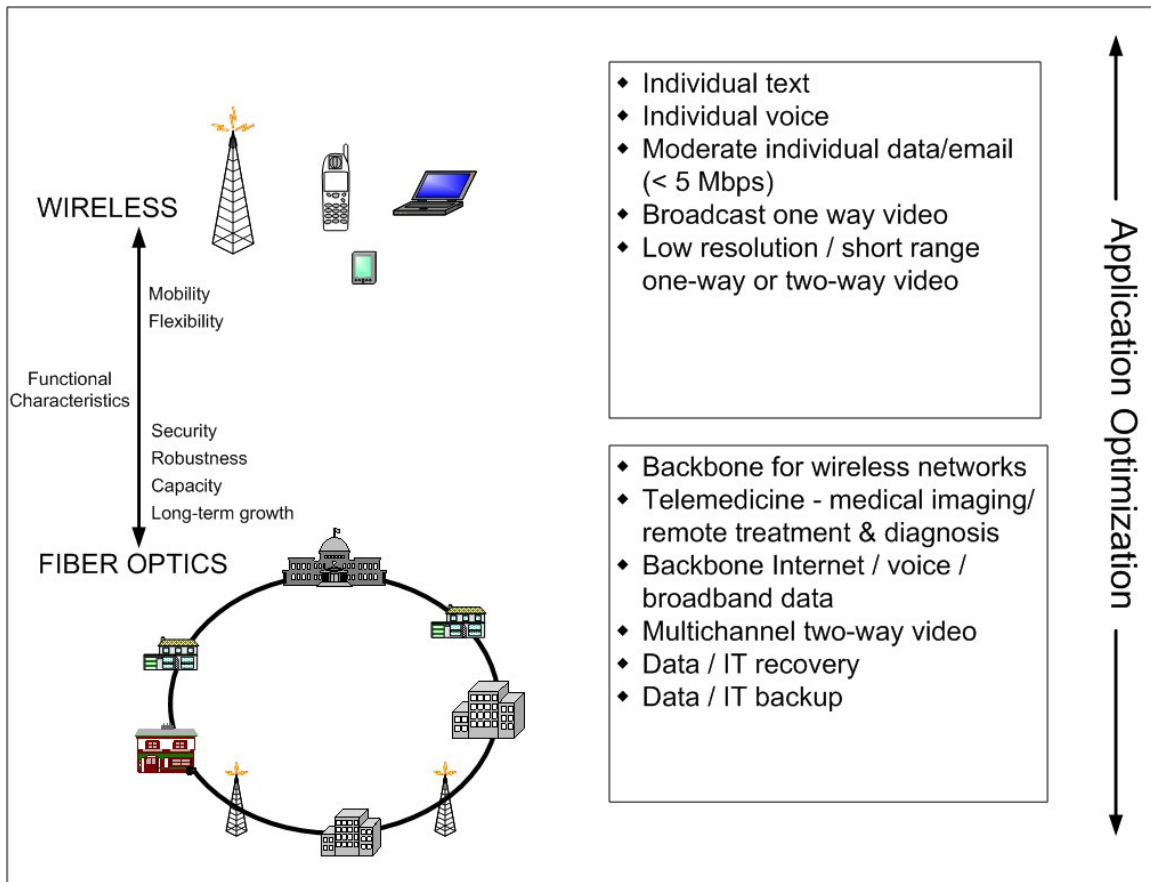 WIRELESS
Mobility
Flexibility
Functional
Characteristics
Security
Robustness
Capacity
Long-term growth
FIBER OPTICS
◆ Individual text
◆ Individual voice
◆ Moderate individual data/email
(< 5 Mbps)
◆ Broadcast one way video
◆ Low resolution / short range
one-way or two-way video
◆ Backbone for wireless networks
◆ Telemedicine - medical imaging/
remote treatment & diagnosis
◆ Backbone Internet / voice /
broadband data
◆ Multichannel two-way video
◆ Data / IT recovery
◆ Data / IT backup
Application Optimization